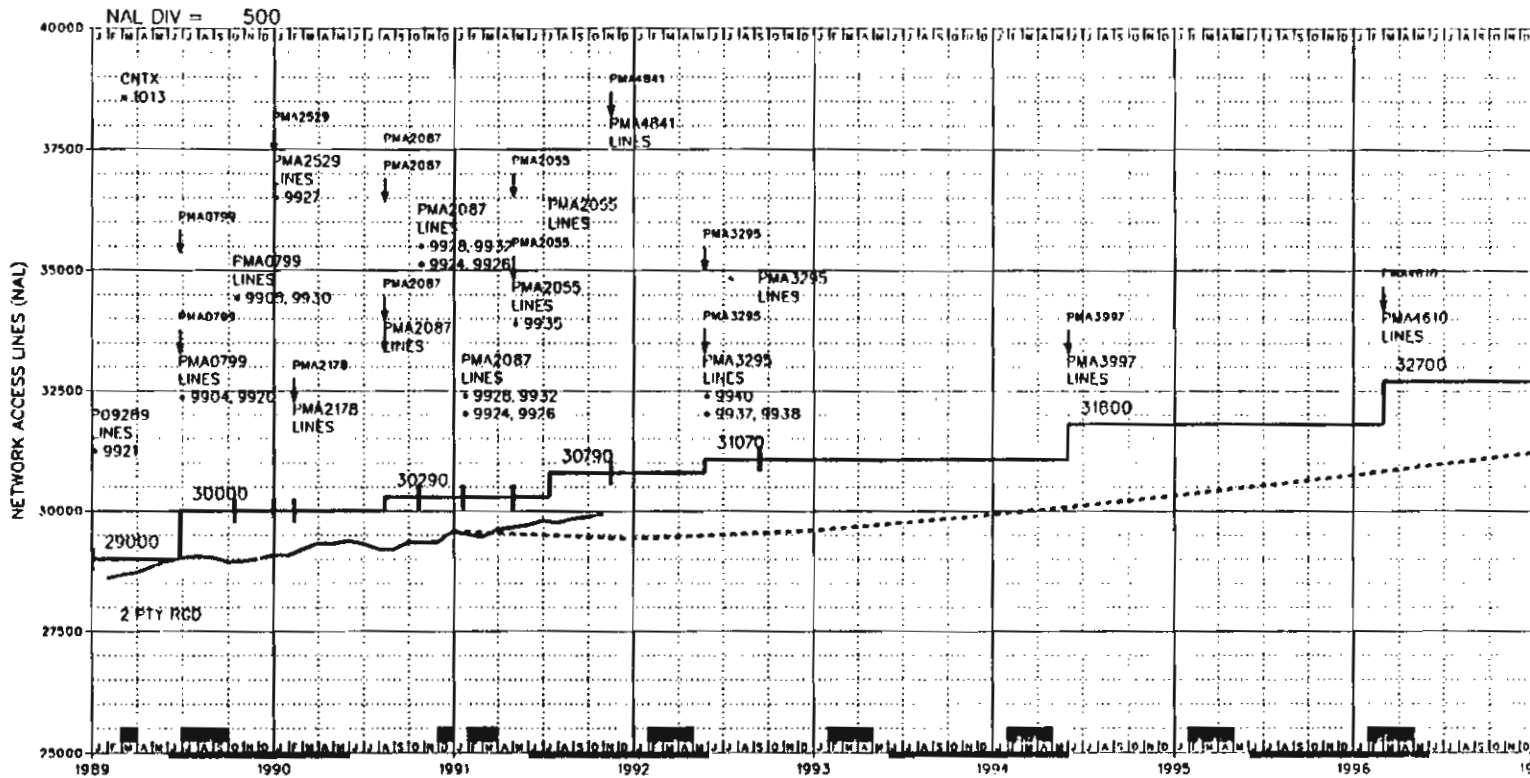 NAL DIV = 500
40000
CNTX
• 1013
PMA2529
PMA2529
LINES
• 9927
PMA2087
PMA2087
PMA2087
LINES
• 9928, 9932
• 9924, 9926
PMA2055
PMA2055
LINES
PMA2055
PMA2055
LINES
• 9935
PMA4841
PMA4841
LINES
37500
PMA0799
PMA0799
LINES
• 9905, 9930
PMA0799
PMA0799
LINES
• 9904, 9920
PMA2178
PMA2178
LINES
PMA2087
PMA2087
LINES
PMA2087
LINES
• 9928, 9932
• 9924, 9926
PMA3295
PMA3295
LINES
PMA3295
PMA3295
LINES
• 9940
• 9937, 9938
PMA3997
PMA3997
LINES
PMA4610
PMA4610
LINES
35000
32500
P09289
LINES
• 9921
29000
30000
30290
30790
31070
31800
32700
30000
2 PTY RGD
27500
25000
NETWORK ACCESS LINES (NAL)
J F M A M J J A S O N D
1989
1990
1991
1992
1993
1994
1995
1996